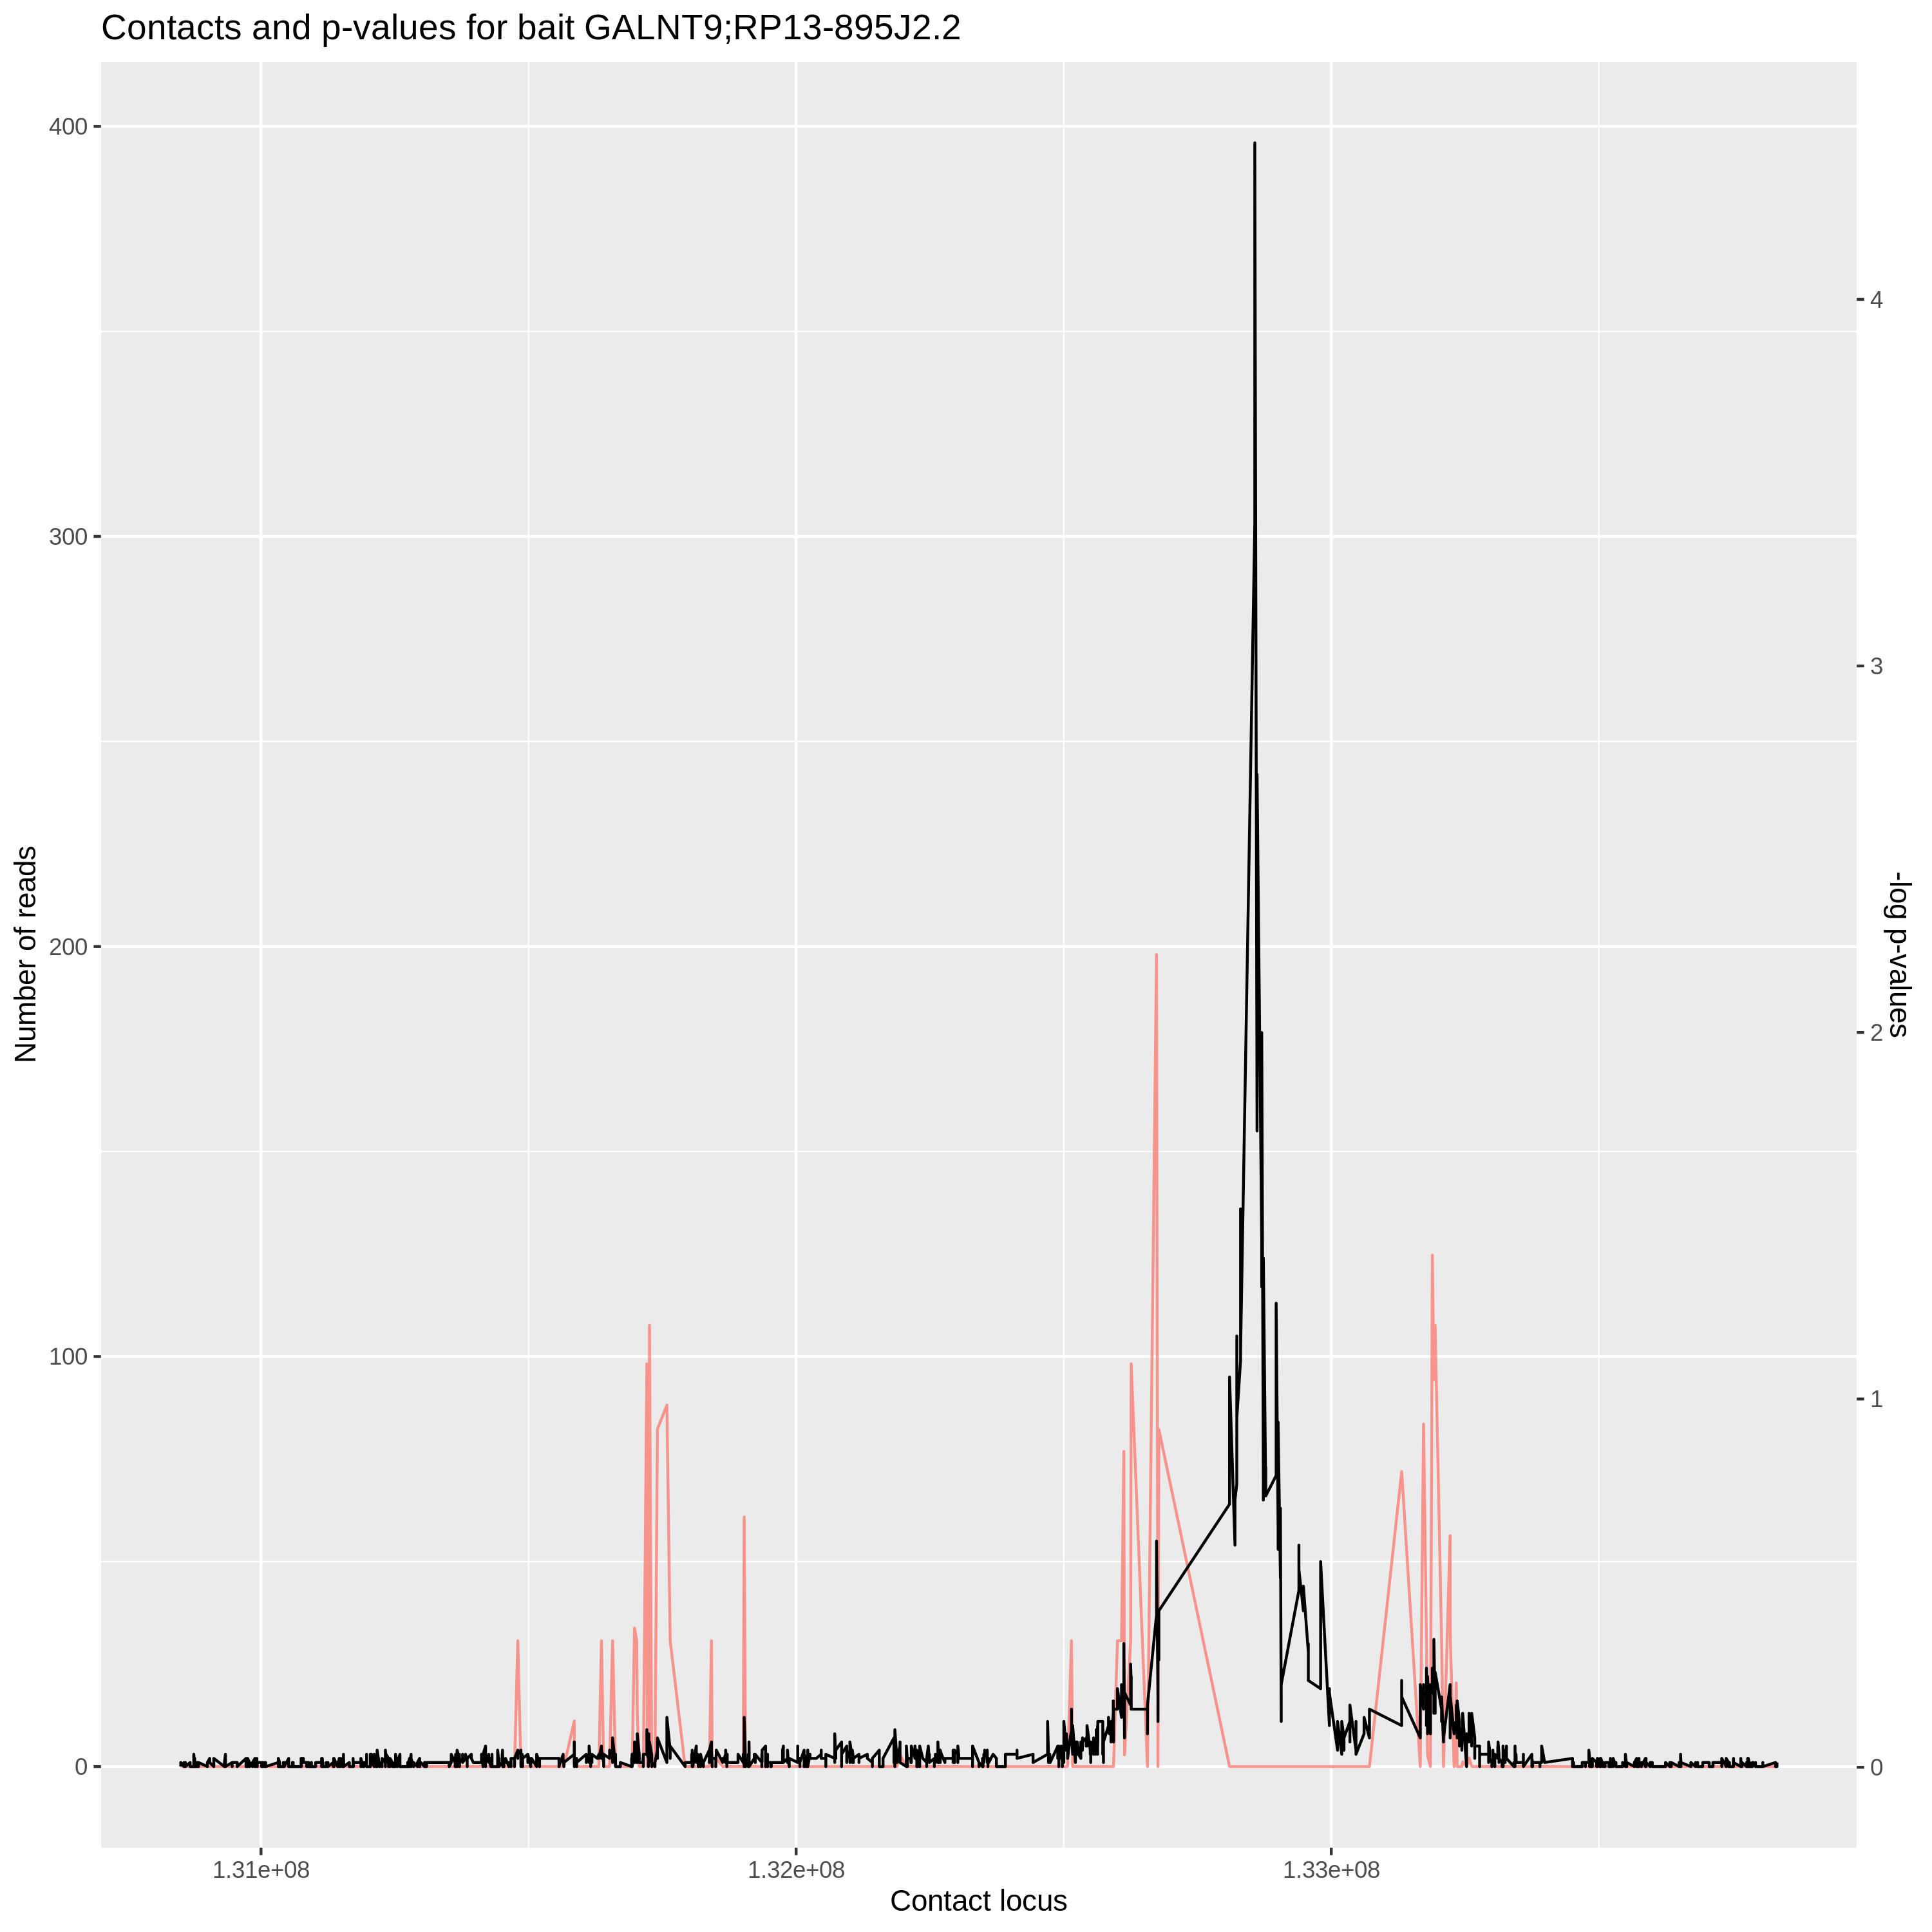 Contacts and p-values for bait GALNT9;RP13-895J2.2
400
300
200
100
0
Number of reads
4
3
2
1
0
-log p-values
1.31e+08
1.32e+08
1.33e+08
Contact locus